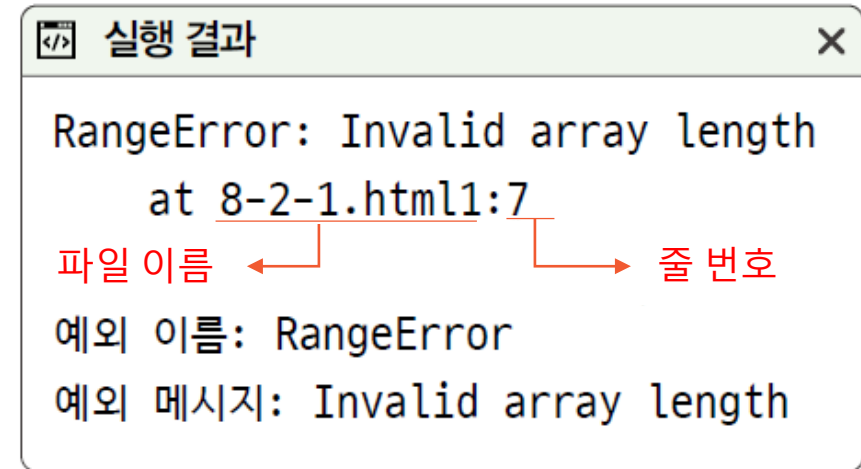 실행 결과
RangeError: Invalid array length
at 8-2-1.html1:7
파일 이름 줄 번호
예외 이름: RangeError
예외 메시지: Invalid array length